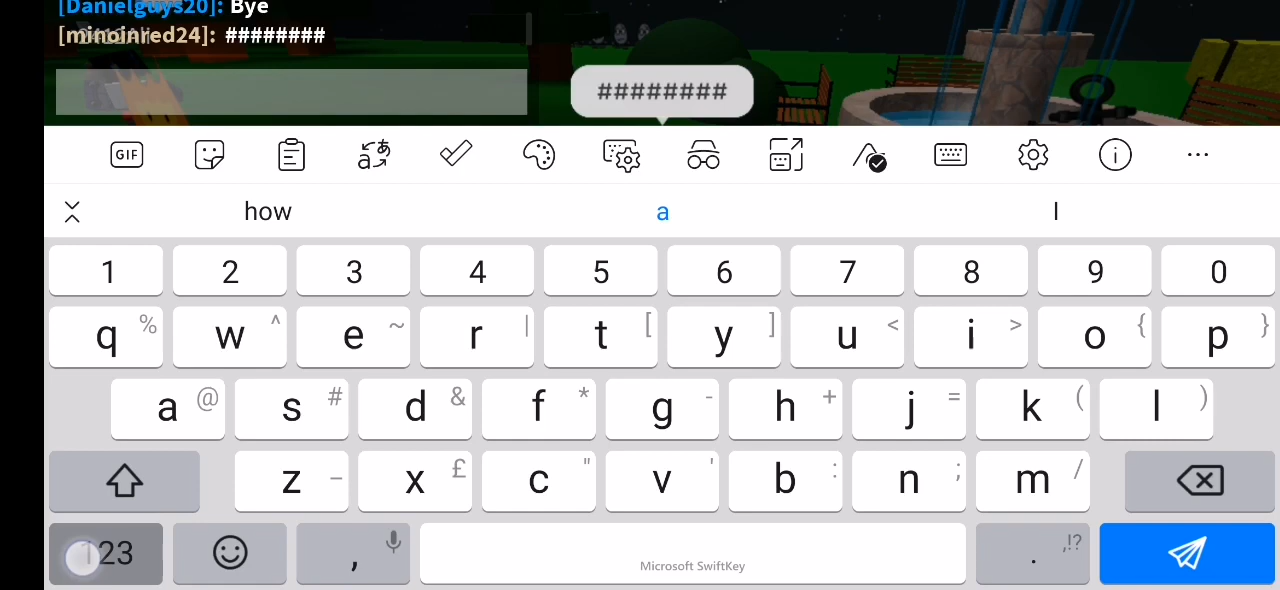 [Danielguys20]: Bye
[minoinred24]: ########
########
GIF
how a I
1 2 3 4 5 6 7 8 9 0
q % w ^ e ~ r | t [ y ] u < i > o { p }
a @ s # d & f * g - h + j = k ( l )
z _ x £ c " v ' b : n ; m /
123 , Microsoft SwiftKey . ,!?